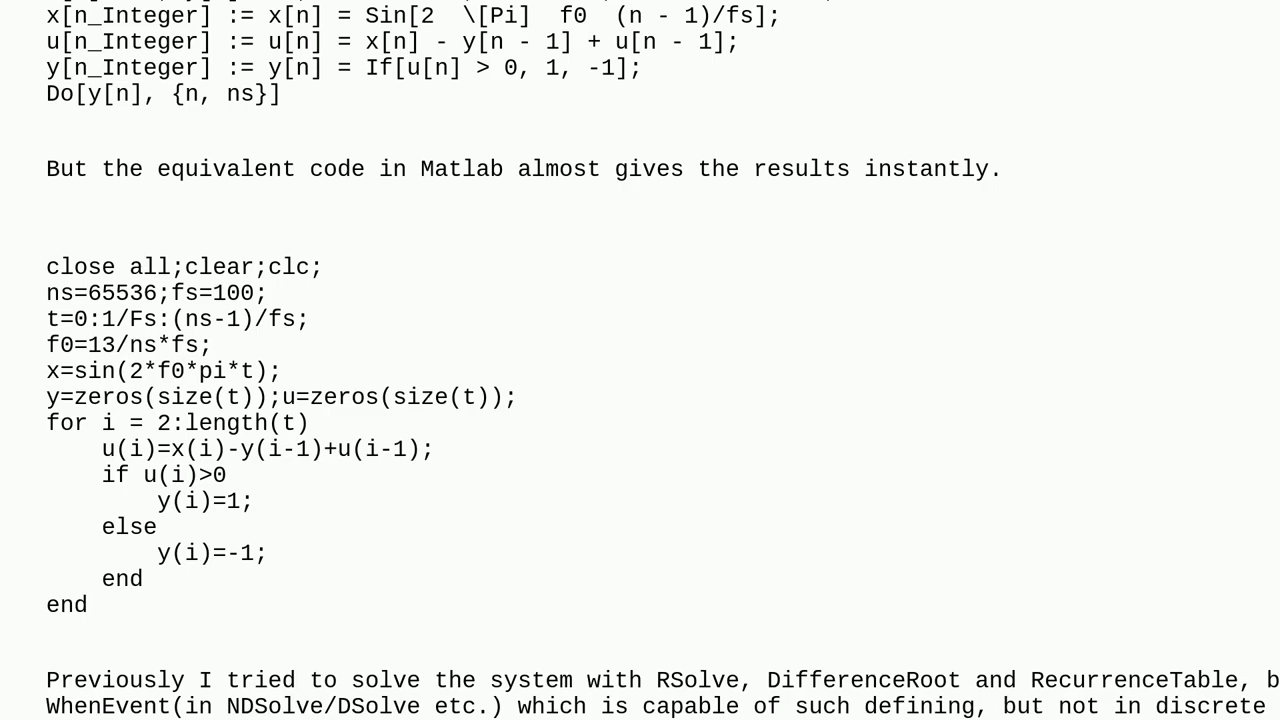 x[n_Integer] := x[n] = Sin[2  \[Pi]  f0  (n - 1)/fs];
u[n_Integer] := u[n] = x[n] - y[n - 1] + u[n - 1];
y[n_Integer] := y[n] = If[u[n] > 0, 1, -1];
Do[y[n], {n, ns}]
But the equivalent code in Matlab almost gives the results instantly.
close all;clear;clc;
ns=65536;fs=100;
t=0:1/Fs:(ns-1)/fs;
f0=13/ns*fs;
x=sin(2*f0*pi*t);
y=zeros(size(t));u=zeros(size(t));
for i = 2:length(t)
    u(i)=x(i)-y(i-1)+u(i-1);
    if u(i)>0
        y(i)=1;
    else
        y(i)=-1;
    end
end
Previously I tried to solve the system with RSolve, DifferenceRoot and RecurrenceTable,
WhenEvent(in NDSolve/DSolve etc.) which is capable of such defining, but not in discrete